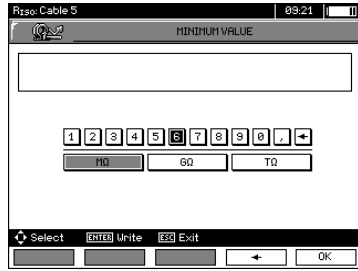 RISO: Cable 5 09:21
MINIMUM VALUE
1 2 3 4 5 6 7 8 9 0 , ←
MΩ GΩ TΩ
Select ENTER Write ESC Exit
← OK